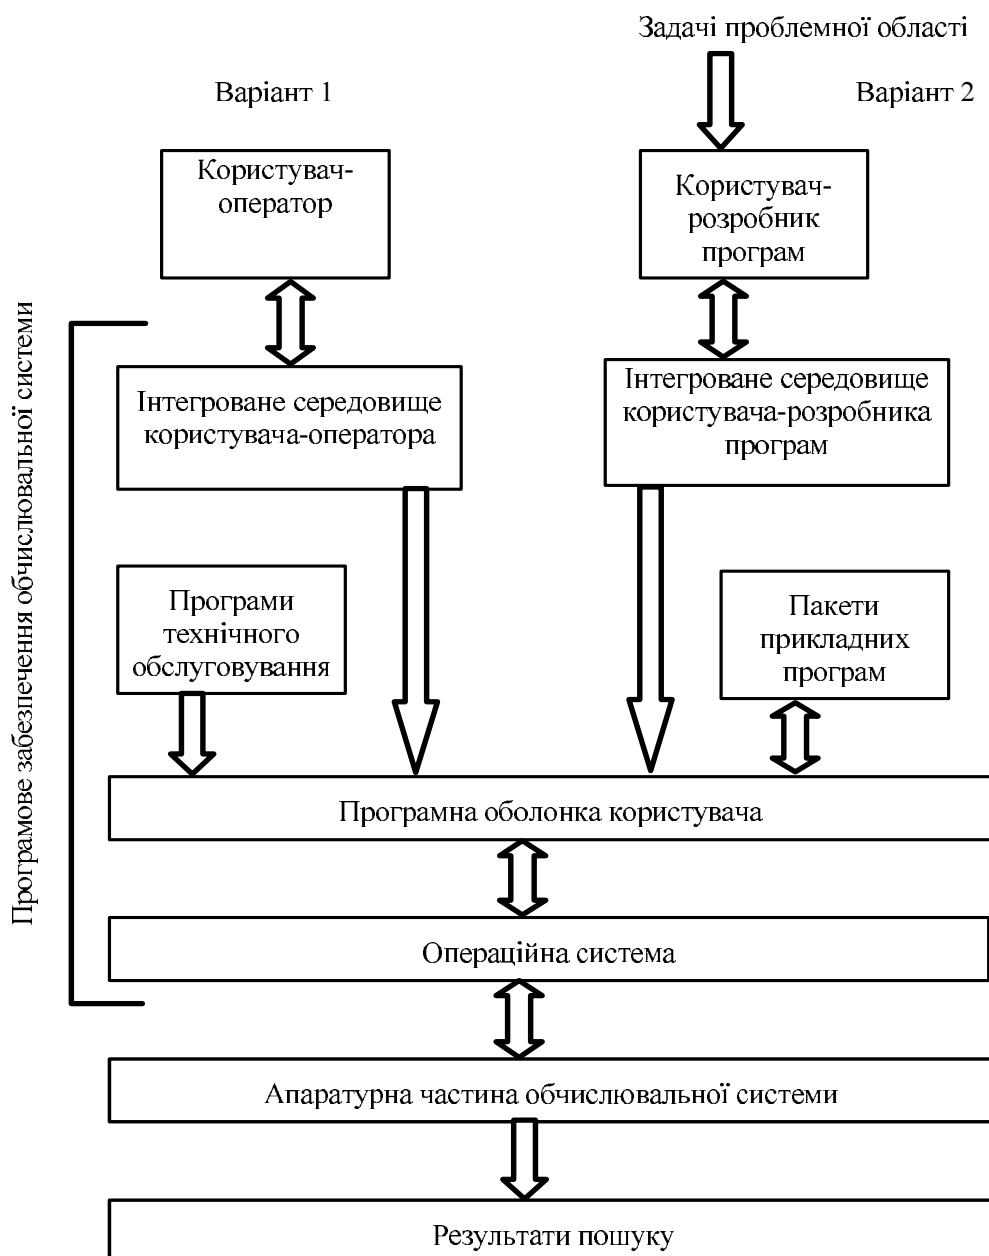 Задачі проблемної області
Варіант 1
Варіант 2
Користувач-
оператор
Користувач-
розробник
програм
Програмове забезпечення обчислювальної системи
Інтегроване середовище
користувача-оператора
Інтегроване середовище
користувача-розробника
програм
Програми
технічного
обслуговування
Пакети
прикладних
програм
Програмна оболонка користувача
Операційна система
Апаратурна частина обчислювальної системи
Результати пошуку